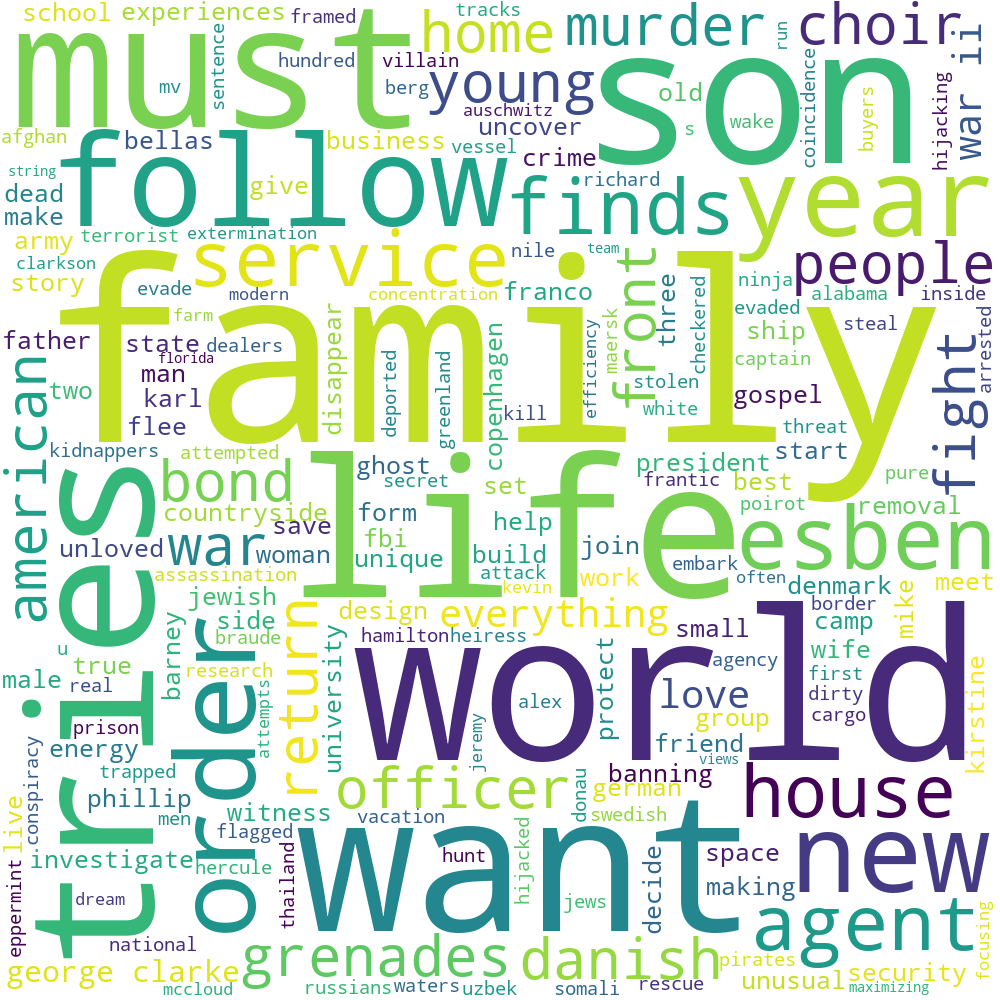 school
experiences
framed
tracks
must
home
murder
choir
hundred
villain
sentence
run
son
mv
berg
young
auschwitz
old
s
wake
coincidence
buyers
hijacking
war ii
afghan
bellas
business
vessel
uncover
crime
string
follow
give
richard
finds
year
dead
make
army
terrorist
extermination
nile
team
people
clarkson
service
story
evade
modern
concentration
franco
front
three
checkered
ninja
alabama
inside
evaded
farm
family
father
state
dealers
florida
man
karl
flee
two
disappear
deported
greenland
copenhagen
kill
efficiency
maersk
stolen
white
ship
captain
steal
gospel
threat
start
fight
arrested
american
kidnappers
attempted
ghost
secret
set
president
frantic
best
pure
poirot
removal
bond
countryside
life
esben
tries
unloved
war
save
woman
fbi
form
unique
help
build
attack
kevin
join
work
embark
often
denmark
meet
assassination
jewish
side
braude
design
everything
small
border
camp
mike
u
true
male
real
barney
order
research
return
university
hamilton
heiress
world
protect
agency
wife
first
dirty
cargo
kirstine
alex
love
group
prison
energy
attempts
jeremy
friend
views
conspiracy
live
trapped
phillip
men
witness
flagged
vacation
officer
donau
german
banning
swedish
house
investigate
hercule
thailand
want
hunt
hijacked
jews
decide
space
making
new
eppermint
dream
national
agent
focusing
george clarke
mccloud
grenades
russians
waters
uzbek
danish
somali
rescue
pirates
unusual
security
maximizing